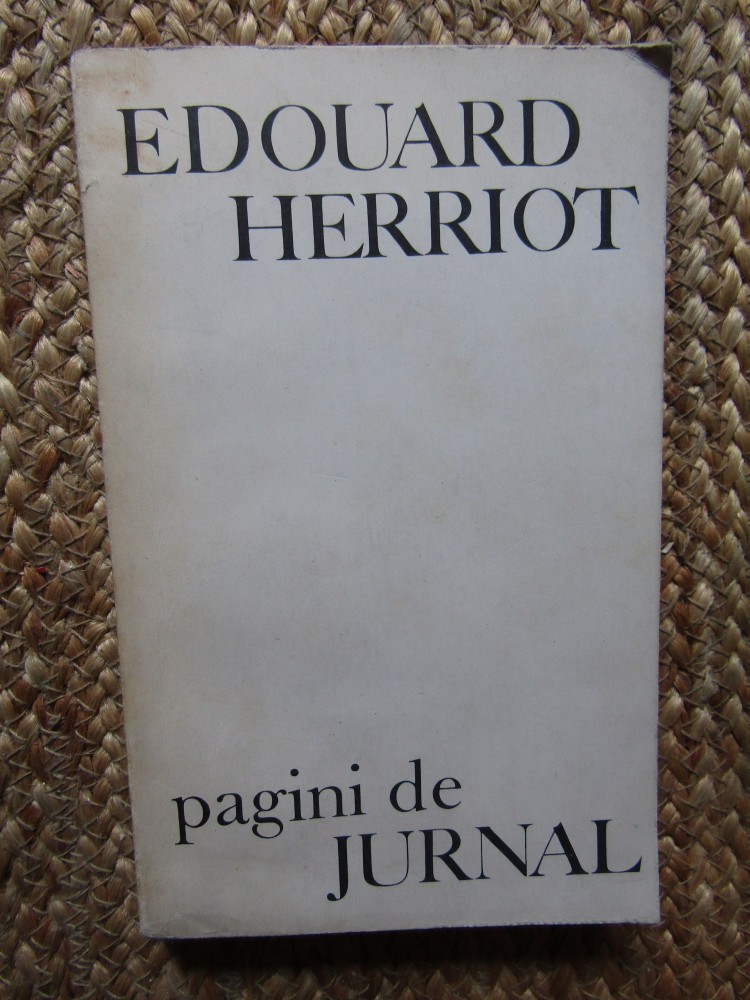 EDOUARD
HERRIOT
pagini de
JURNAL